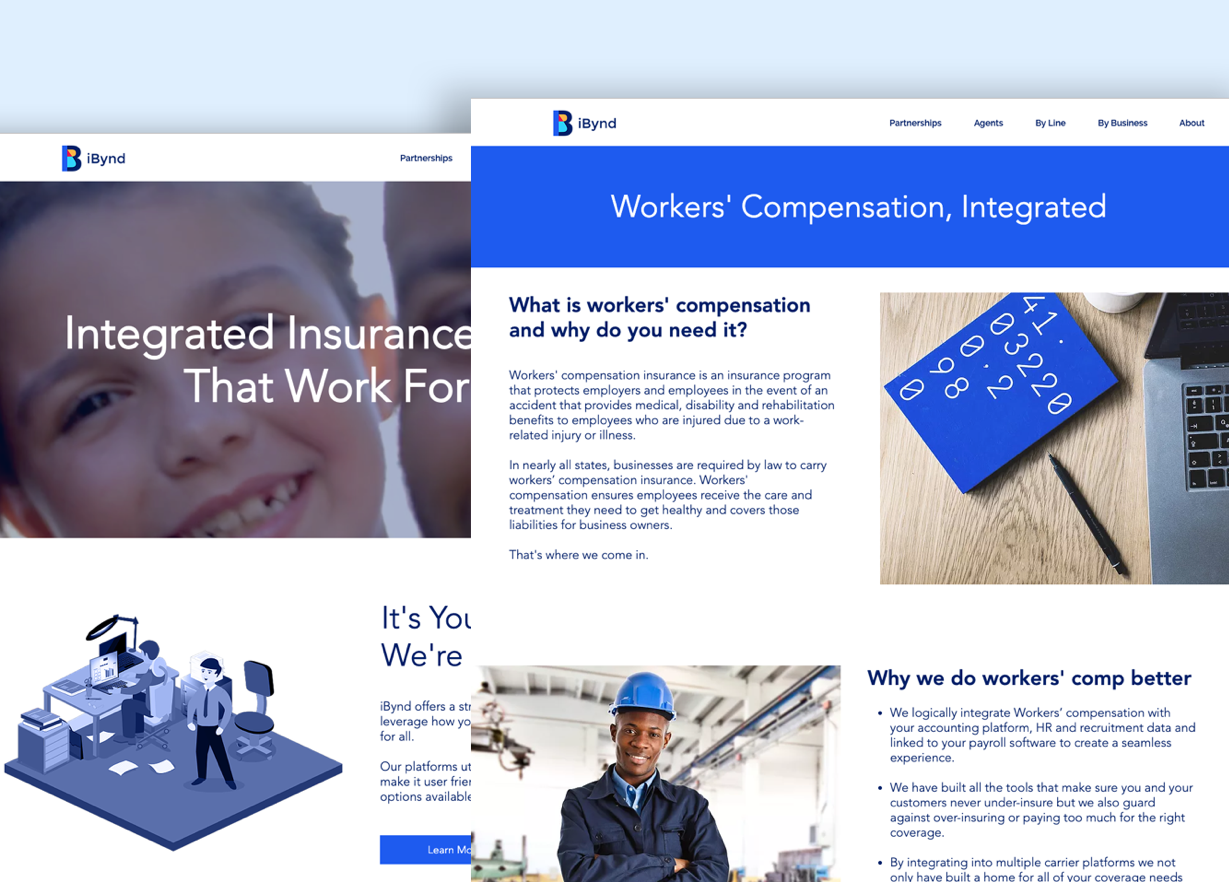 iBynd
Partnerships
Integrated Insurance
That Work For
It's You
We're
iBynd offers a
leverage how
for all.
Our platforms
make it user
options available
Learn
iBynd
Partnerships Agents By Line By Business About
Workers' Compensation, Integrated
What is workers' compensation
and why do you need it?
Workers' compensation insurance is an insurance program
that protects employers and employees in the event of an
accident that provides medical, disability and rehabilitation
benefits to employees who are injured due to a work-
related injury or illness.
In nearly all states, businesses are required by law to carry
workers’ compensation insurance. Workers'
compensation ensures employees receive the care and
treatment they need to get healthy and covers those
liabilities for business owners.
That's where we come in.
Why we do workers' comp better
• We logically integrate Workers’ compensation with
your accounting platform, HR and recruitment data and
linked to your payroll software to create a seamless
experience.
• We have built all the tools that make sure you and your
customers never under-insure but we also guard
against over-insuring or paying too much for the right
coverage.
• By integrating into multiple carrier platforms we not
only have built a home for all of your coverage needs